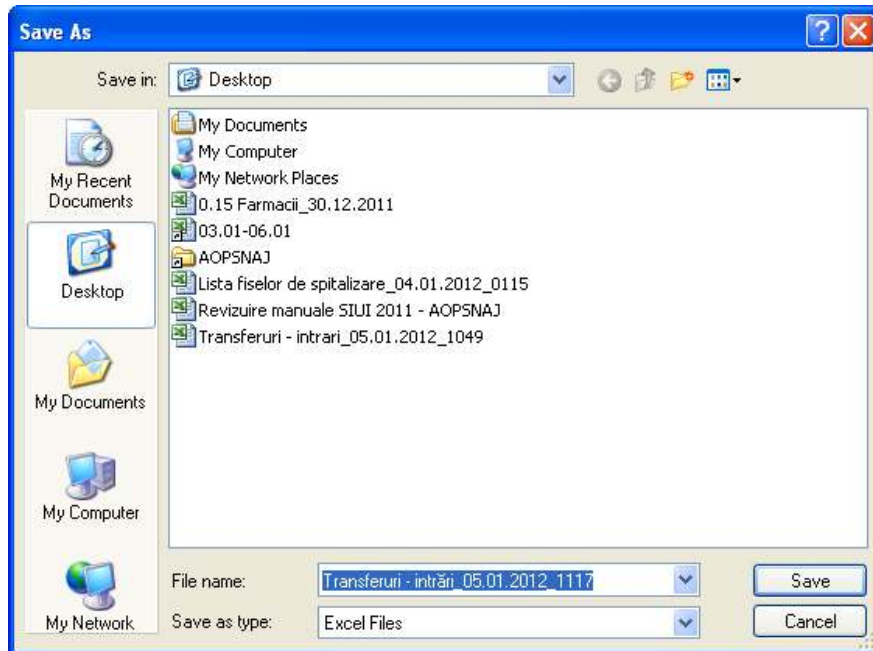 Save As
Save in: Desktop
My Recent
Documents
Desktop
My Documents
My Computer
My Network
My Documents
My Computer
My Network Places
0.15 Farmacii_30.12.2011
03.01-06.01
AOPSNAJ
Lista fiselor de spitalizare_04.01.2012_0115
Revizuire manuale SIUI 2011 - AOPSNAJ
Transferuri - intrari_05.01.2012_1049
File name: Transferuri - intrări_05.01.2012_1117 Save
Save as type: Excel Files Cancel